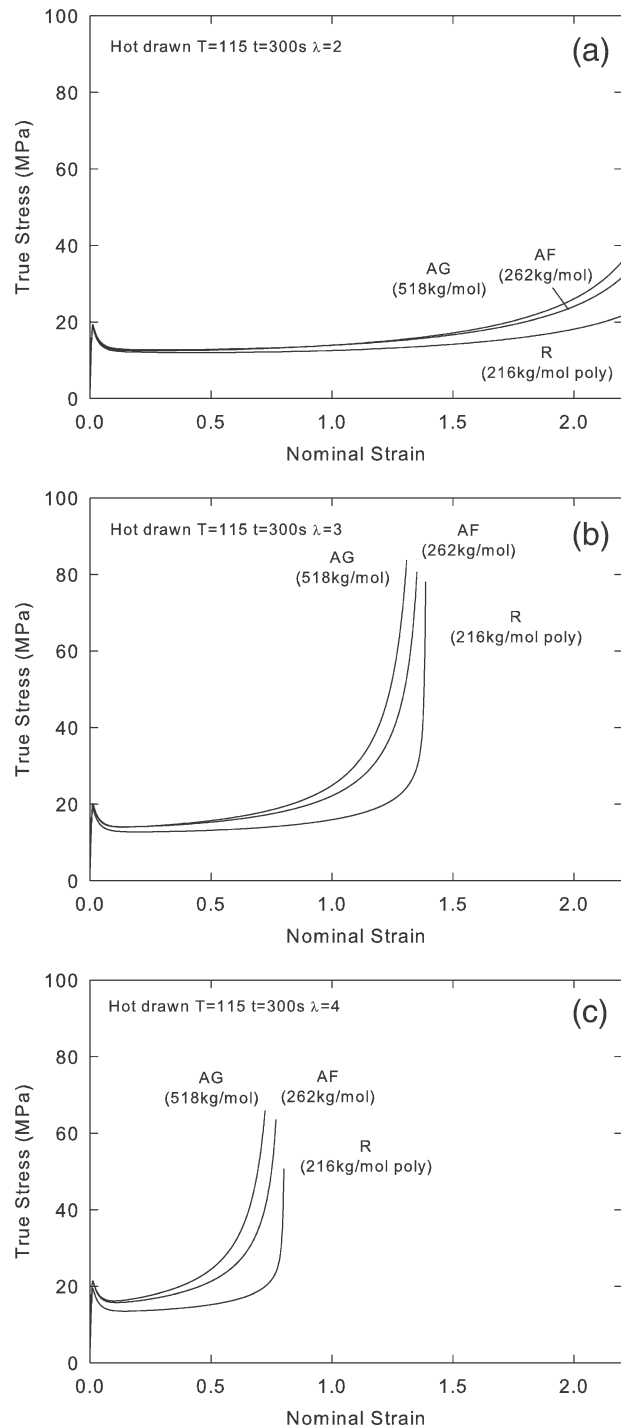 100
Hot drawn T=115 t=300s λ=2
(a)
80
60
40
20
0
True Stress (MPa)
AG
(518kg/mol)
AF
(262kg/mol)
R
(216kg/mol poly)
0.0 0.5 1.0 1.5 2.0
Nominal Strain
100
Hot drawn T=115 t=300s λ=3
(b)
80
60
40
20
0
True Stress (MPa)
AG
(518kg/mol)
AF
(262kg/mol)
R
(216kg/mol poly)
0.0 0.5 1.0 1.5 2.0
Nominal Strain
100
Hot drawn T=115 t=300s λ=4
(c)
80
60
40
20
0
True Stress (MPa)
AG
(518kg/mol)
AF
(262kg/mol)
R
(216kg/mol poly)
0.0 0.5 1.0 1.5 2.0
Nominal Strain